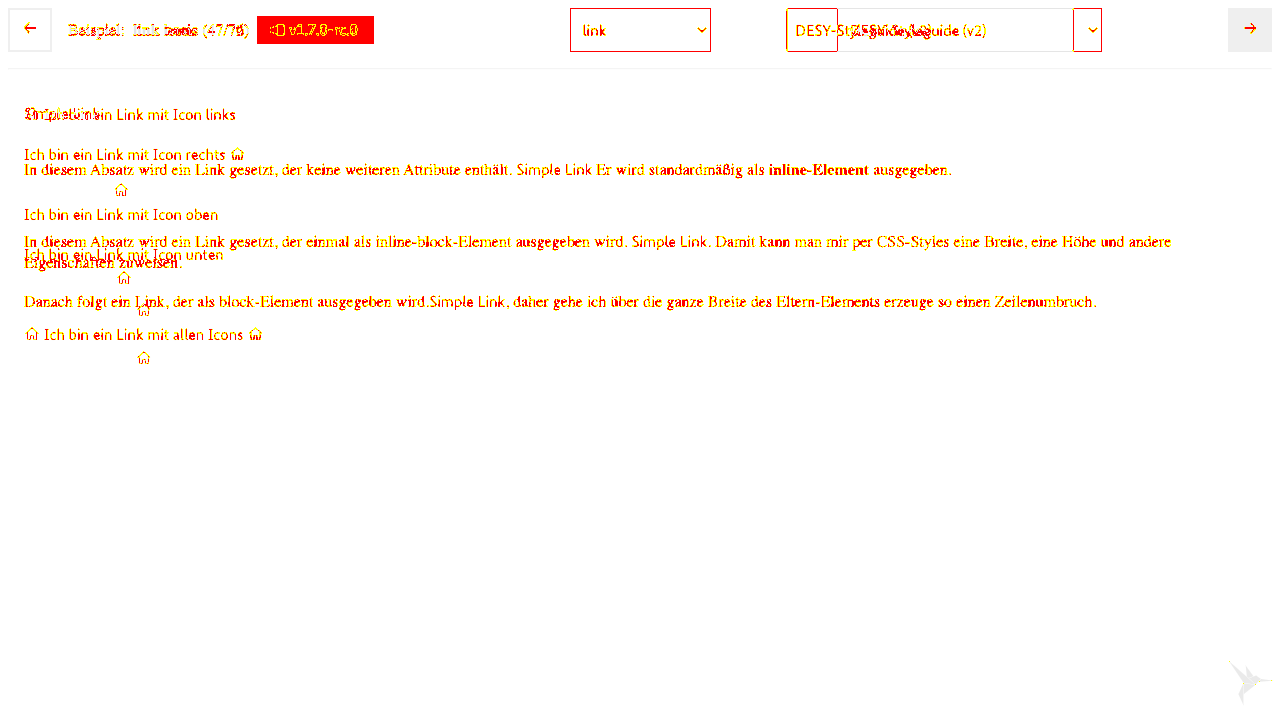 Beispiel: link (47/76) v1.7.0-rc.0 link DESY-Styleguide (v2)
Ich bin ein Link mit Icon links
Ich bin ein Link mit Icon rechts
In diesem Absatz wird ein Link gesetzt, der keine weiteren Attribute enthält. Simple Link Er wird standardmäßig als inline-Element ausgegeben.
Ich bin ein Link mit Icon oben
In diesem Absatz wird ein Link gesetzt, der einmal als inline-block-Element ausgegeben wird. Simple Link. Damit kann man mir per CSS-Styles eine Breite, eine Höhe und andere
Ich bin ein Link mit Icon unten
Eigenschaften zuweisen.
Danach folgt ein Link, der als block-Element ausgegeben wird.Simple Link, daher gehe ich über die ganze Breite des Eltern-Elements erzeuge so einen Zeilenumbruch.
Ich bin ein Link mit allen Icons